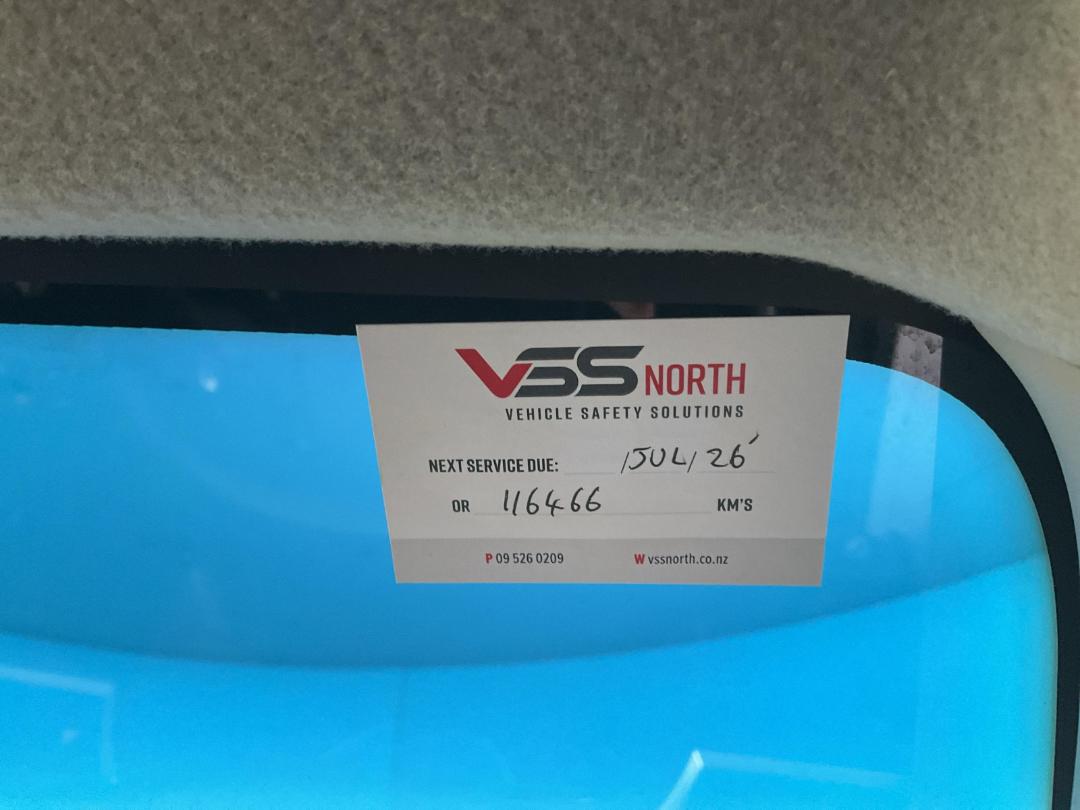 VSS NORTH
VEHICLE SAFETY SOLUTIONS
NEXT SERVICE DUE: /JUL/26'
OR 116466 KM'S
P 09 526 0209 W vssnorth.co.nz